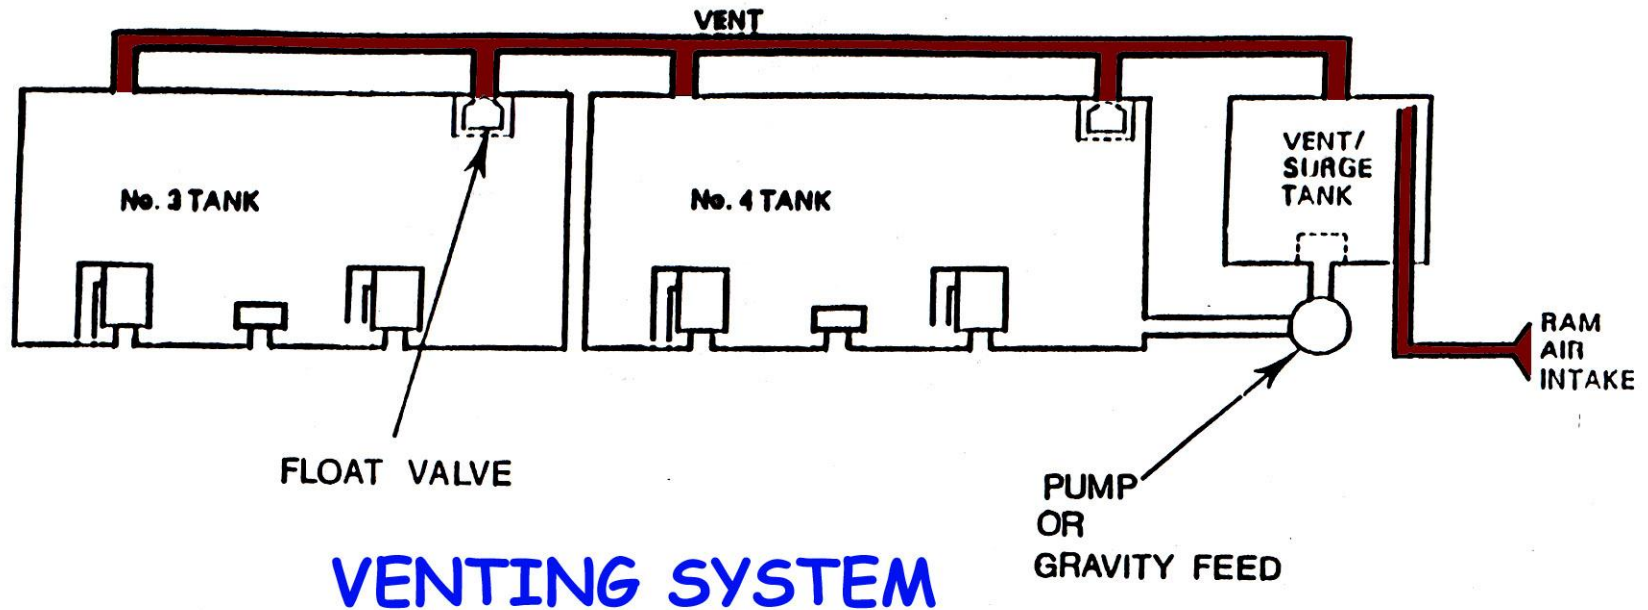 VENT
No. 3 TANK
No. 4 TANK
VENT/
SURGE
TANK
RAM
AIR
INTAKE
FLOAT VALVE
PUMP
OR
GRAVITY FEED
VENTING SYSTEM